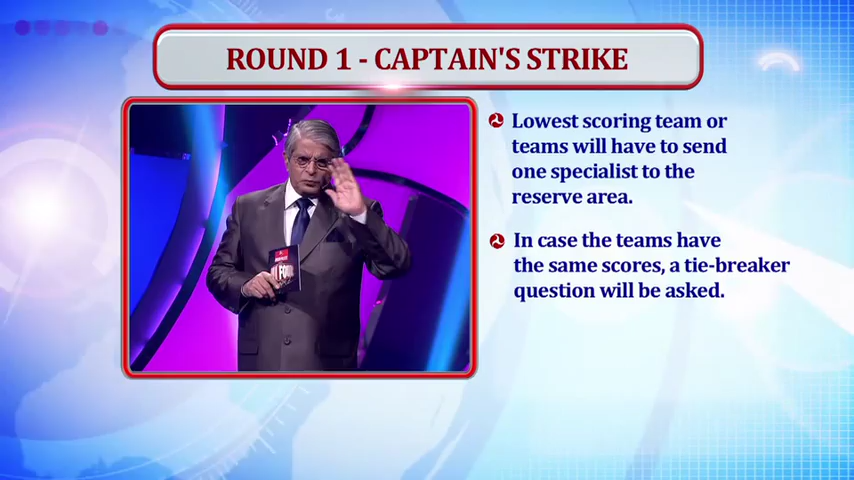 ROUND 1 - CAPTAIN'S STRIKE
Lowest scoring team or
teams will have to send
one specialist to the
reserve area.
In case the teams have
the same scores, a tie-breaker
question will be asked.